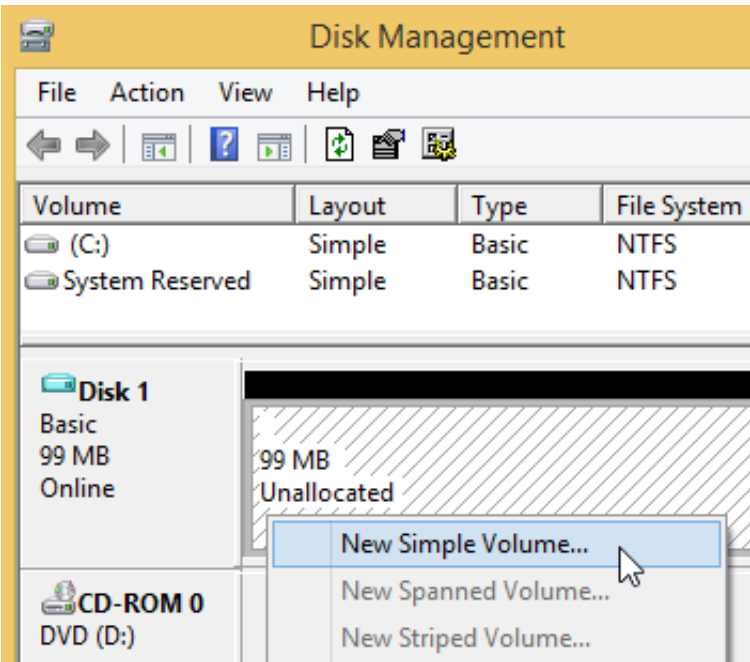 Disk Management
File Action View Help
Volume Layout Type File System
(C:) Simple Basic NTFS
System Reserved Simple Basic NTFS
Disk 1
Basic
99 MB
Online
99 MB
Unallocated
New Simple Volume...
New Spanned Volume...
New Striped Volume...
CD-ROM 0
DVD (D:)